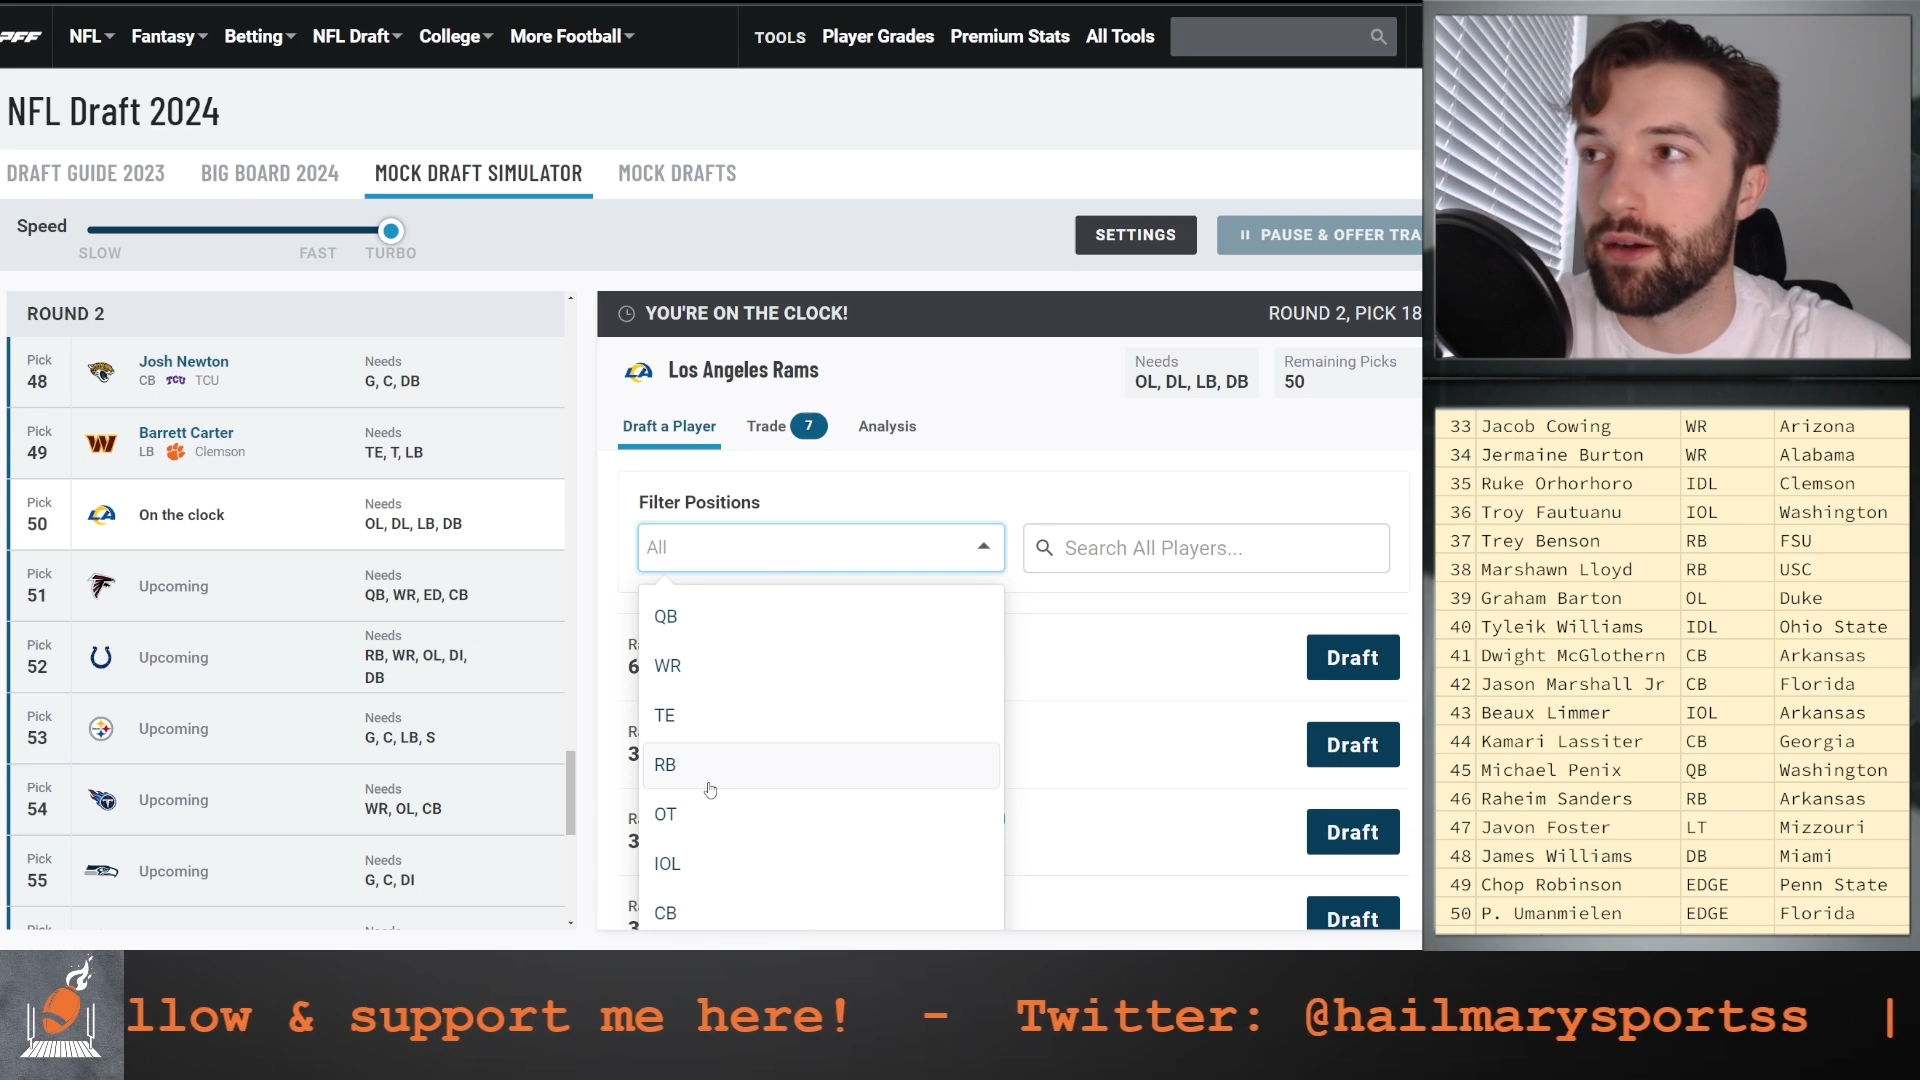 PFF NFL Fantasy Betting NFL Draft College More Football TOOLS Player Grades Premium Stats All Tools
NFL Draft 2024
DRAFT GUIDE 2023 BIG BOARD 2024 MOCK DRAFT SIMULATOR MOCK DRAFTS
Speed
SLOW FAST TURBO
SETTINGS
PAUSE & OFFER TRA
ROUND 2
Pick 48 Josh Newton Needs
CB TCU TCU G, C, DB
Pick 49 Barrett Carter Needs
LB Clemson TE, T, LB
Pick 50 On the clock Needs
OL, DL, LB, DB
Pick 51 Upcoming Needs
QB, WR, ED, CB
Pick 52 Upcoming Needs
RB, WR, OL, DI,
DB
Pick 53 Upcoming Needs
G, C, LB, S
Pick 54 Upcoming Needs
WR, OL, CB
Pick 55 Upcoming Needs
G, C, DI
YOU'RE ON THE CLOCK! ROUND 2, PICK 18
Los Angeles Rams
Needs
OL, DL, LB, DB
Remaining Picks
50
Draft a Player Trade 7 Analysis
Filter Positions
All
Search All Players...
QB
WR
TE
RB
OT
IOL
CB
Draft
Draft
Draft
Draft
33 Jacob Cowing WR Arizona
34 Jermaine Burton WR Alabama
35 Ruke Orhorhoro IDL Clemson
36 Troy Fautuanu IOL Washington
37 Trey Benson RB FSU
38 Marshawn Lloyd RB USC
39 Graham Barton OL Duke
40 Tyleik Williams IDL Ohio State
41 Dwight McGlothern CB Arkansas
42 Jason Marshall Jr CB Florida
43 Beaux Limmer IOL Arkansas
44 Kamari Lassiter CB Georgia
45 Michael Penix QB Washington
46 Raheim Sanders RB Arkansas
47 Javon Foster LT Mizzouri
48 James Williams DB Miami
49 Chop Robinson EDGE Penn State
50 P. Umanmielen EDGE Florida
llow & support me here! - Twitter: @hailmarysportss |